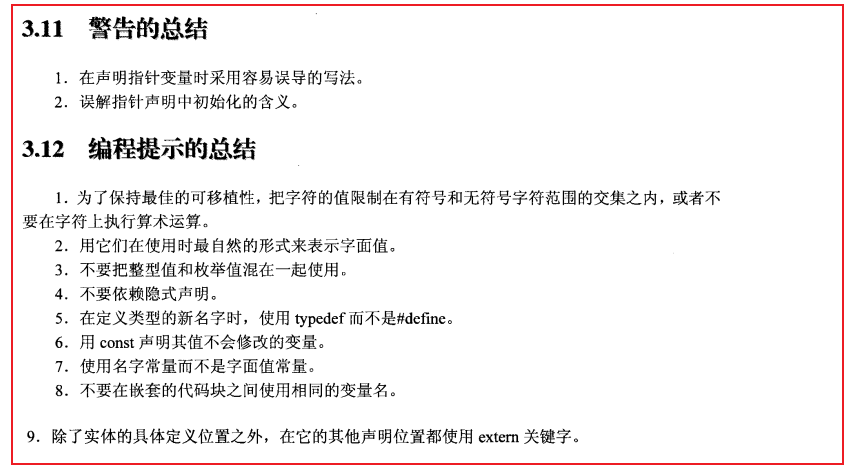 3.11 警告的总结
1．在声明指针变量时采用容易误导的写法。
2．误解指针声明中初始化的含义。
3.12 编程提示的总结
1．为了保持最佳的可移植性，把字符的值限制在有符号和无符号字符范围的交集之内，或者不
要在字符上执行算术运算。
2．用它们在使用时最自然的形式来表示字面值。
3．不要把整型值和枚举值混在一起使用。
4．不要依赖隐式声明。
5．在定义类型的新名字时，使用 typedef 而不是#define。
6．用 const 声明其值不会修改的变量。
7．使用名字常量而不是字面值常量。
8．不要在嵌套的代码块之间使用相同的变量名。
9．除了实体的具体定义位置之外，在它的其他声明位置都使用 extern 关键字。